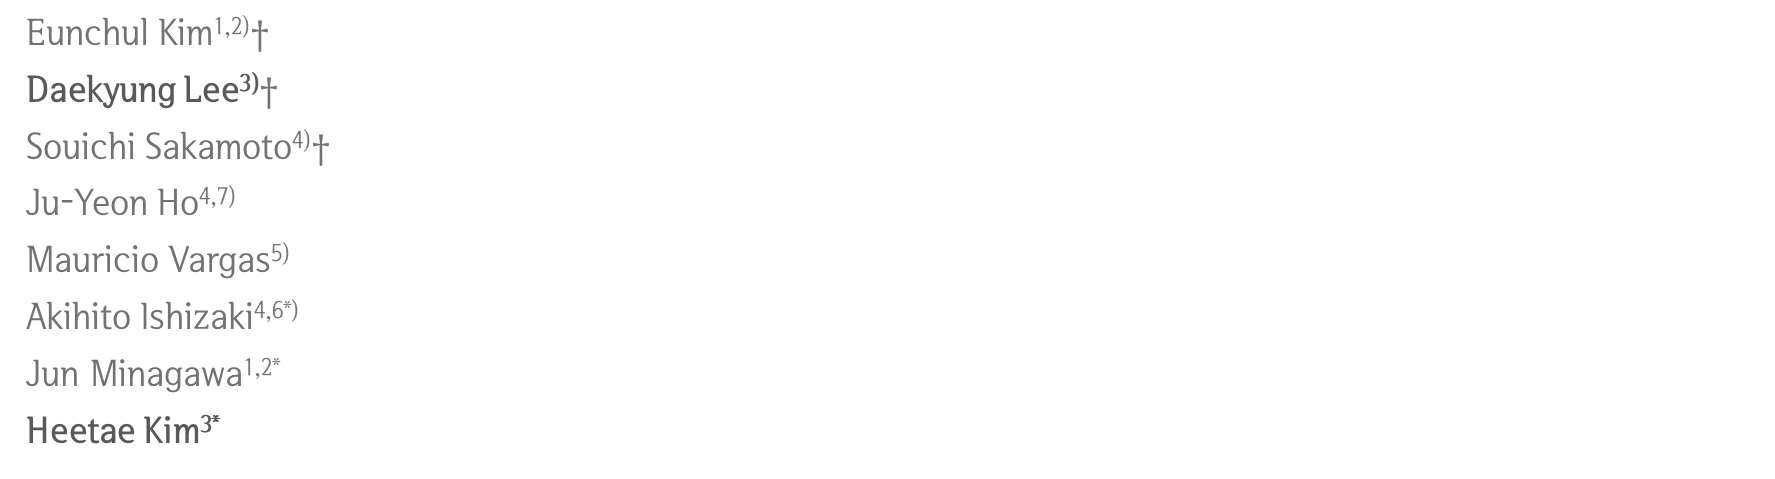 Eunchul Kim1,2)†
Daekyung Lee3)†
Souichi Sakamoto4)†
Ju-Yeon Ho4,7)
Mauricio Vargas5)
Akihito Ishizaki4,6*)
Jun Minagawa1,2*
Heetae Kim3*